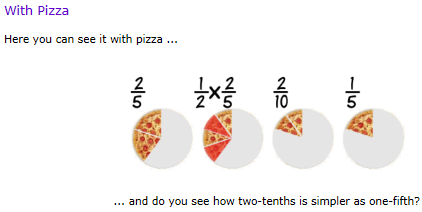 With Pizza
Here you can see it with pizza ...
2/5 1/2×2/5 2/10 1/5
... and do you see how two-tenths is simpler as one-fifth?